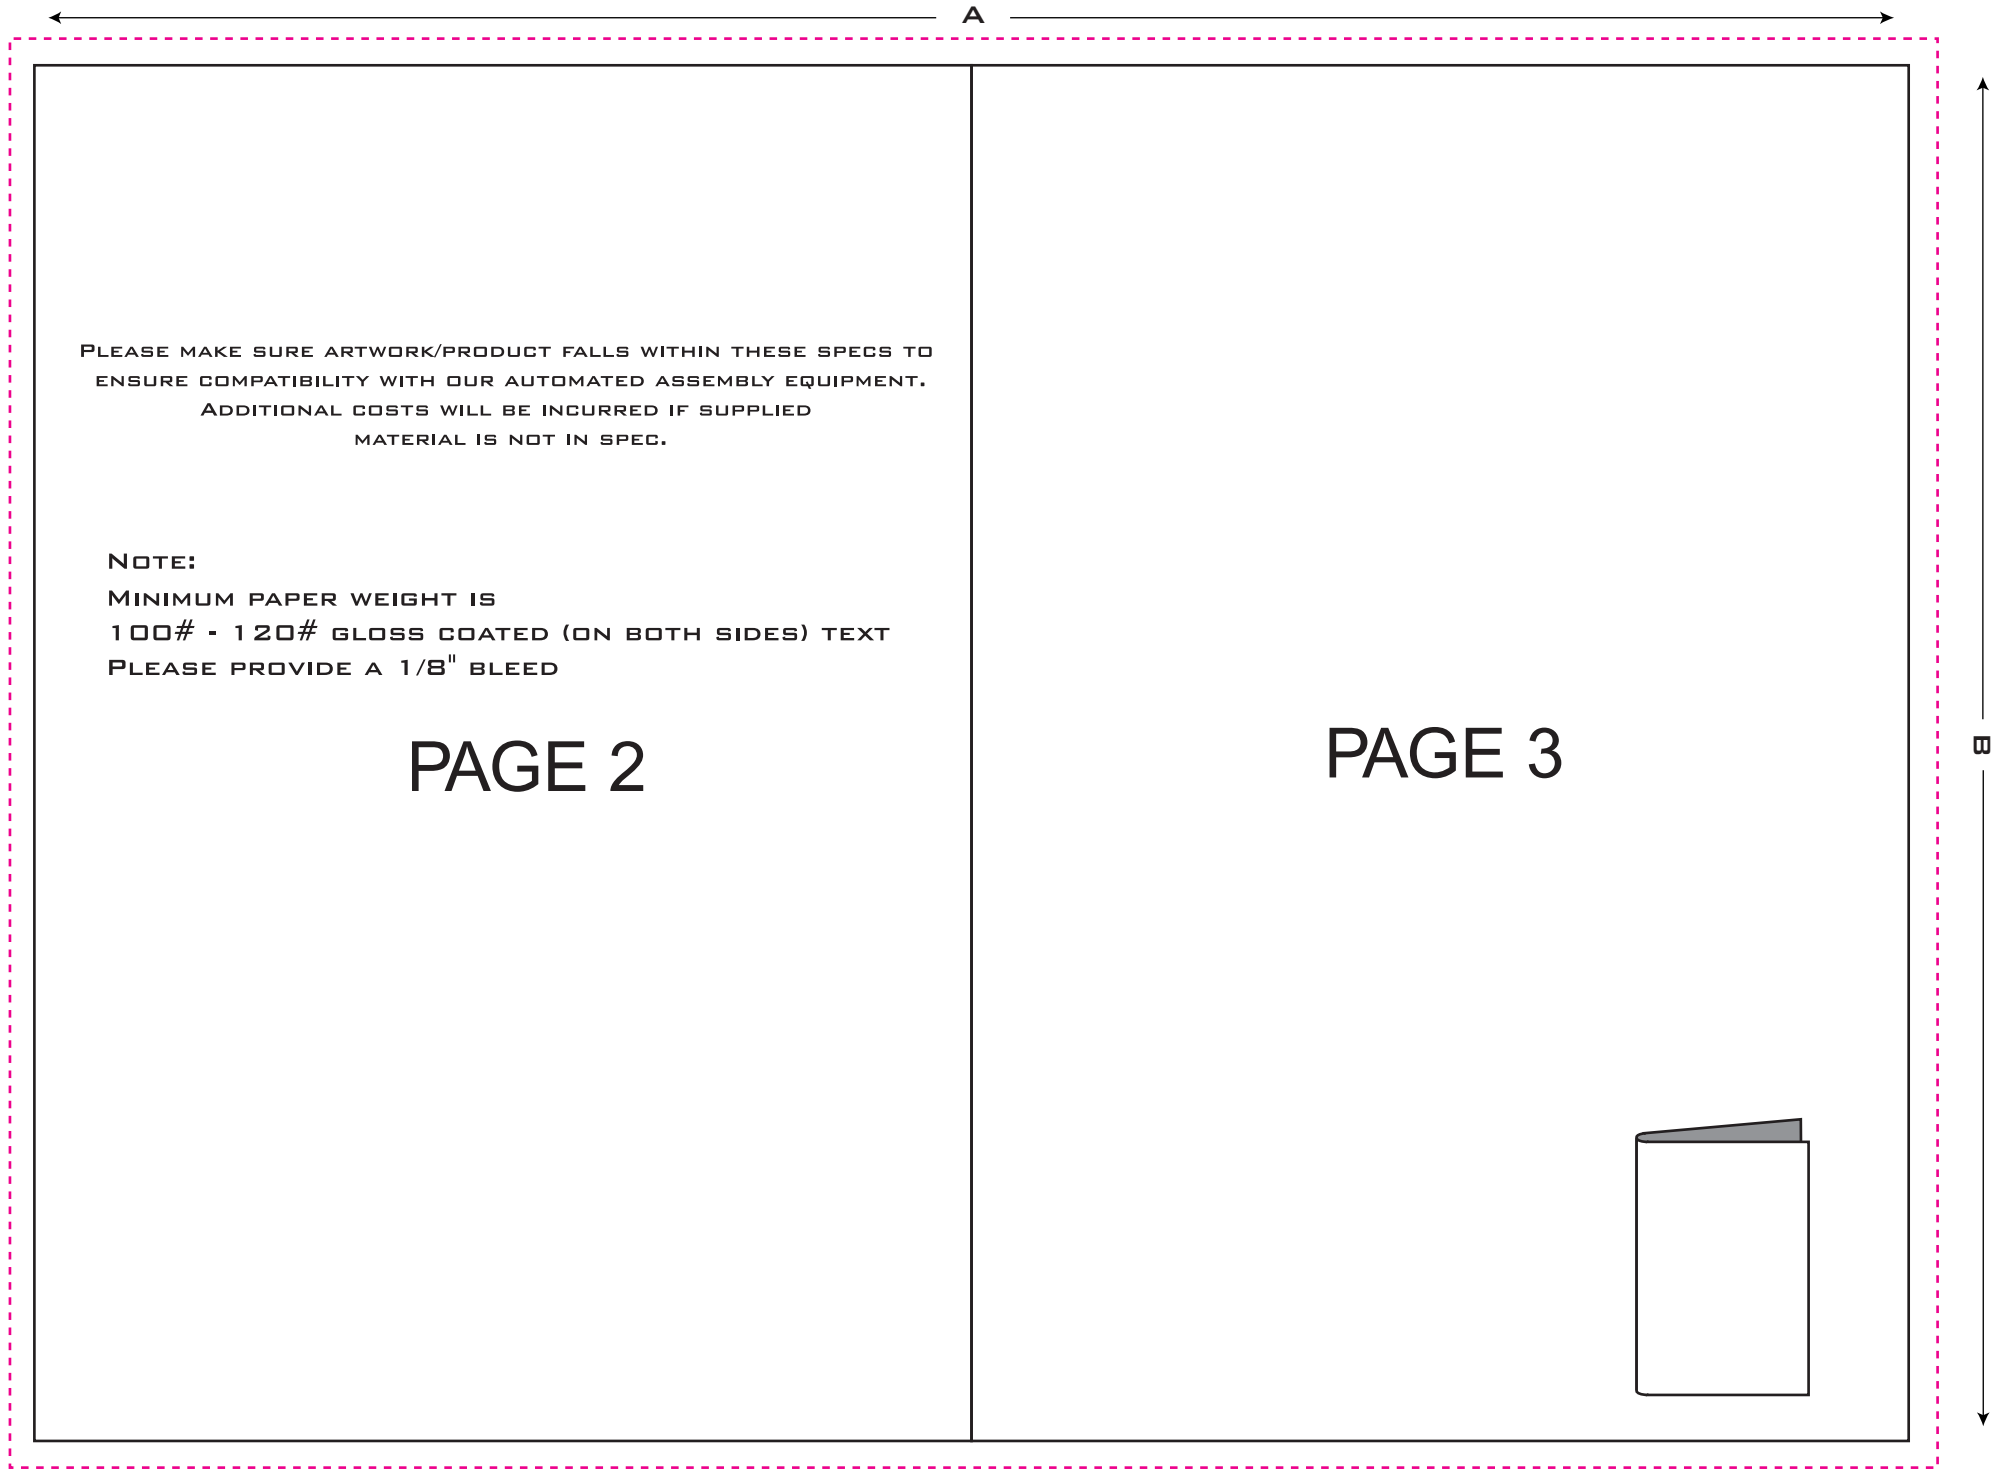 A
PLEASE MAKE SURE ARTWORK/PRODUCT FALLS WITHIN THESE SPECS TO
ENSURE COMPATIBILITY WITH OUR AUTOMATED ASSEMBLY EQUIPMENT.
ADDITIONAL COSTS WILL BE INCURRED IF SUPPLIED
MATERIAL IS NOT IN SPEC.
NOTE:
MINIMUM PAPER WEIGHT IS
100# - 120# GLOSS COATED (ON BOTH SIDES) TEXT
PLEASE PROVIDE A 1/8" BLEED
PAGE 2
PAGE 3
B